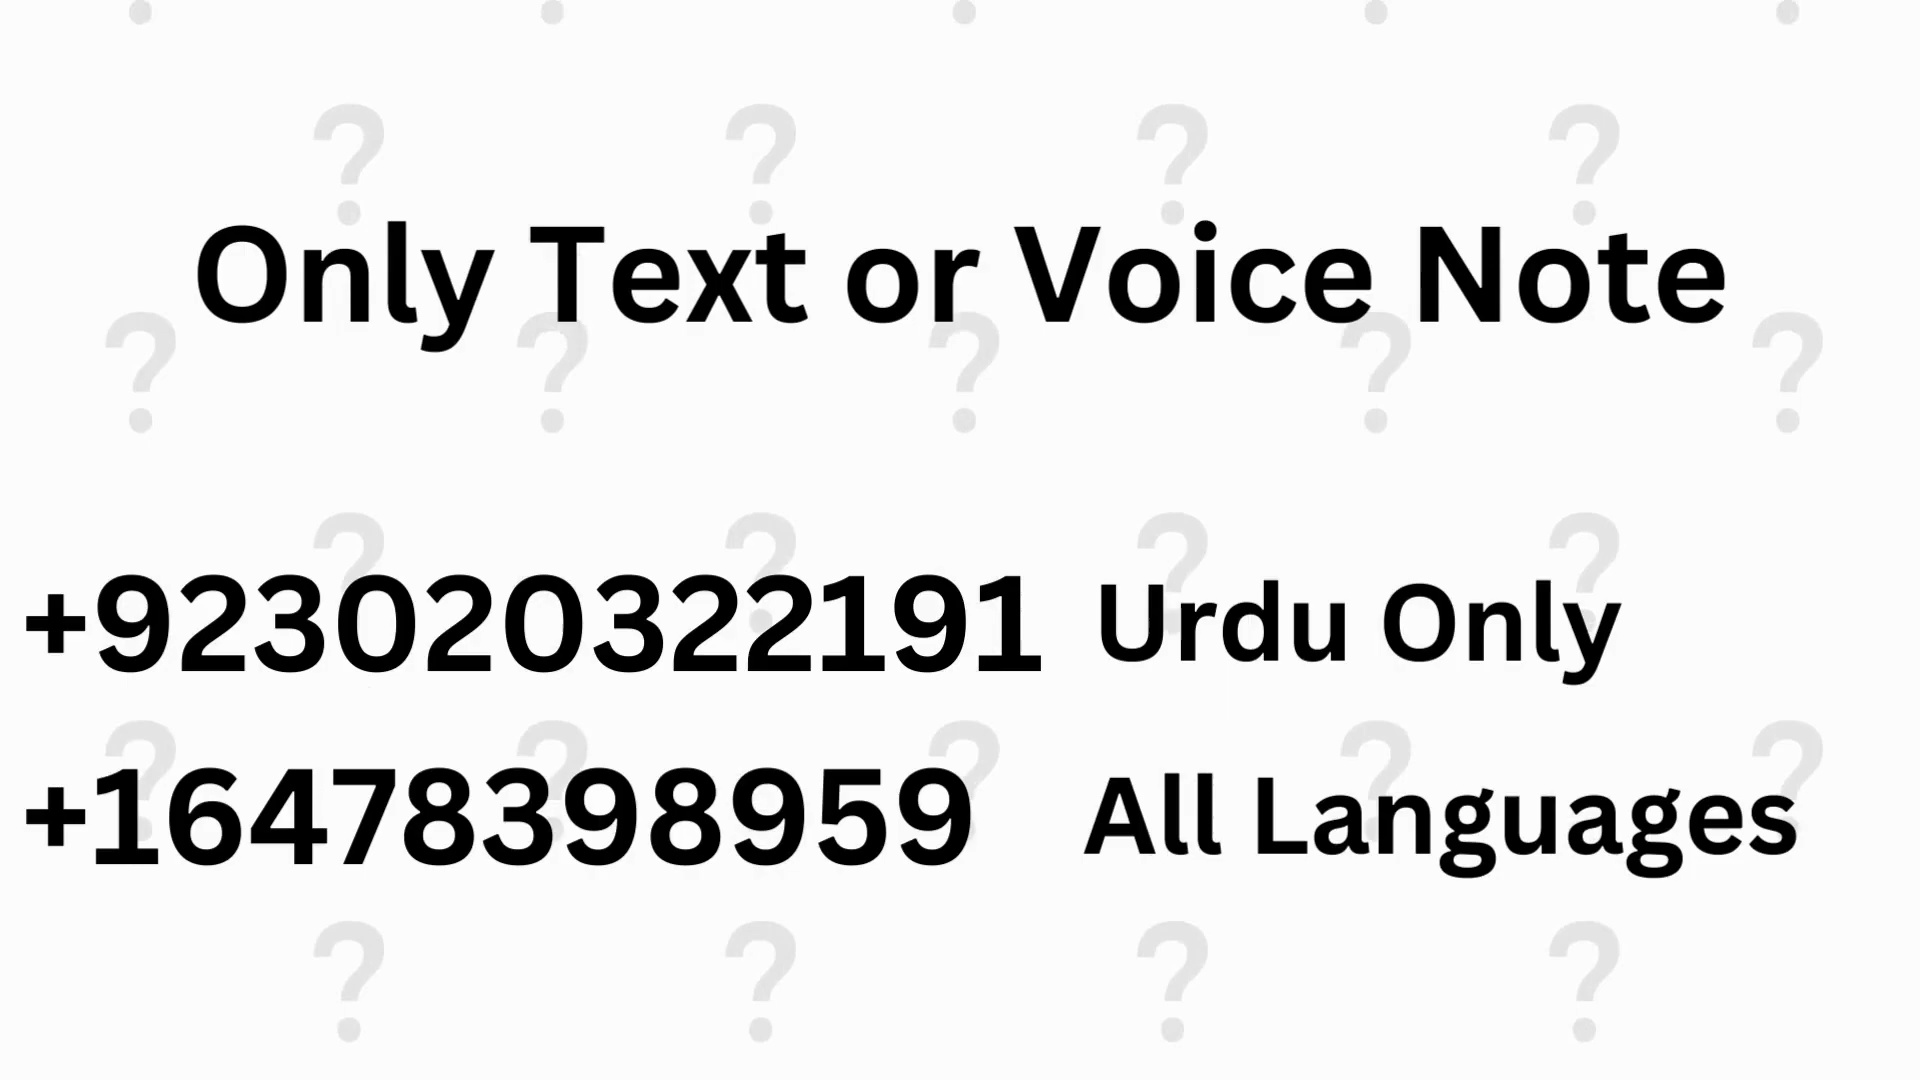 Only Text or Voice Note
+923020322191 Urdu Only
+16478398959 All Languages